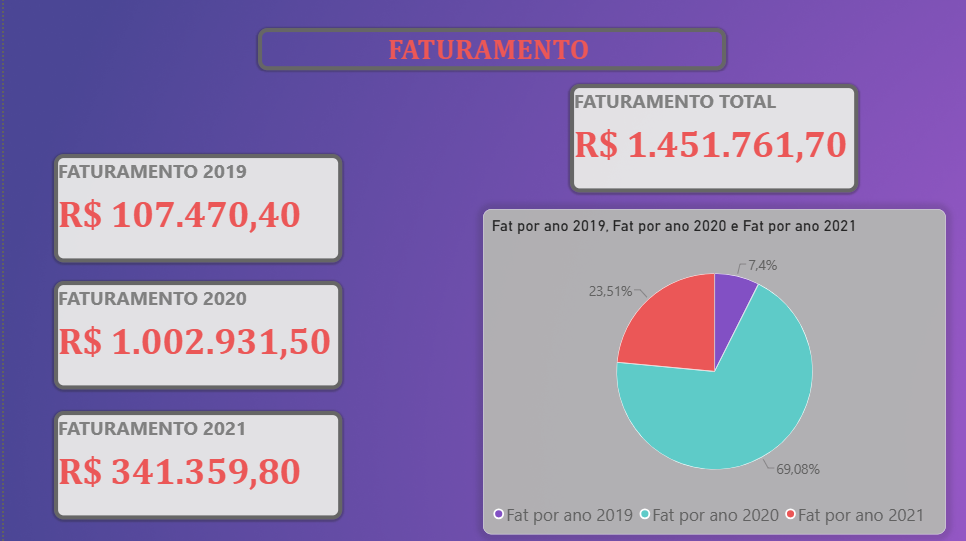 FATURAMENTO
FATURAMENTO TOTAL
R$ 1.451.761,70
FATURAMENTO 2019
R$ 107.470,40
FATURAMENTO 2020
R$ 1.002.931,50
FATURAMENTO 2021
R$ 341.359,80
Fat por ano 2019, Fat por ano 2020 e Fat por ano 2021
7,4%
23,51%
69,08%
Fat por ano 2019 Fat por ano 2020 Fat por ano 2021